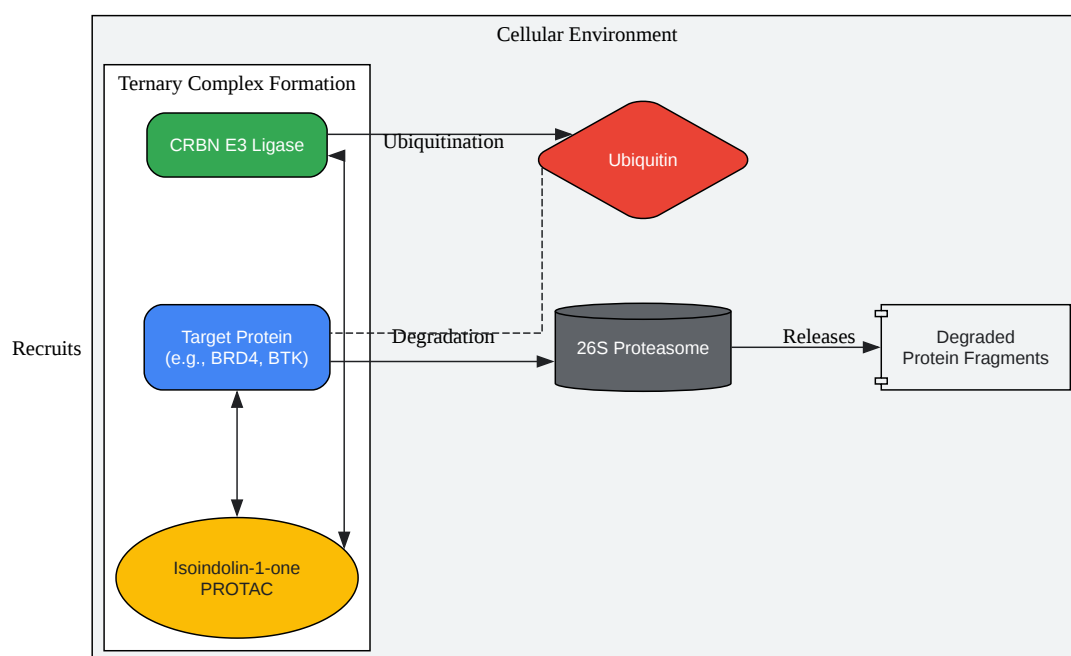 Cellular Environment
Ternary Complex Formation
CRBN E3 Ligase
Ubiquitination
Ubiquitin
Recruits
Target Protein
(e.g., BRD4, BTK)
Degradation
26S Proteasome
Releases
Degraded
Protein Fragments
Isoindolin-1-one
PROTAC